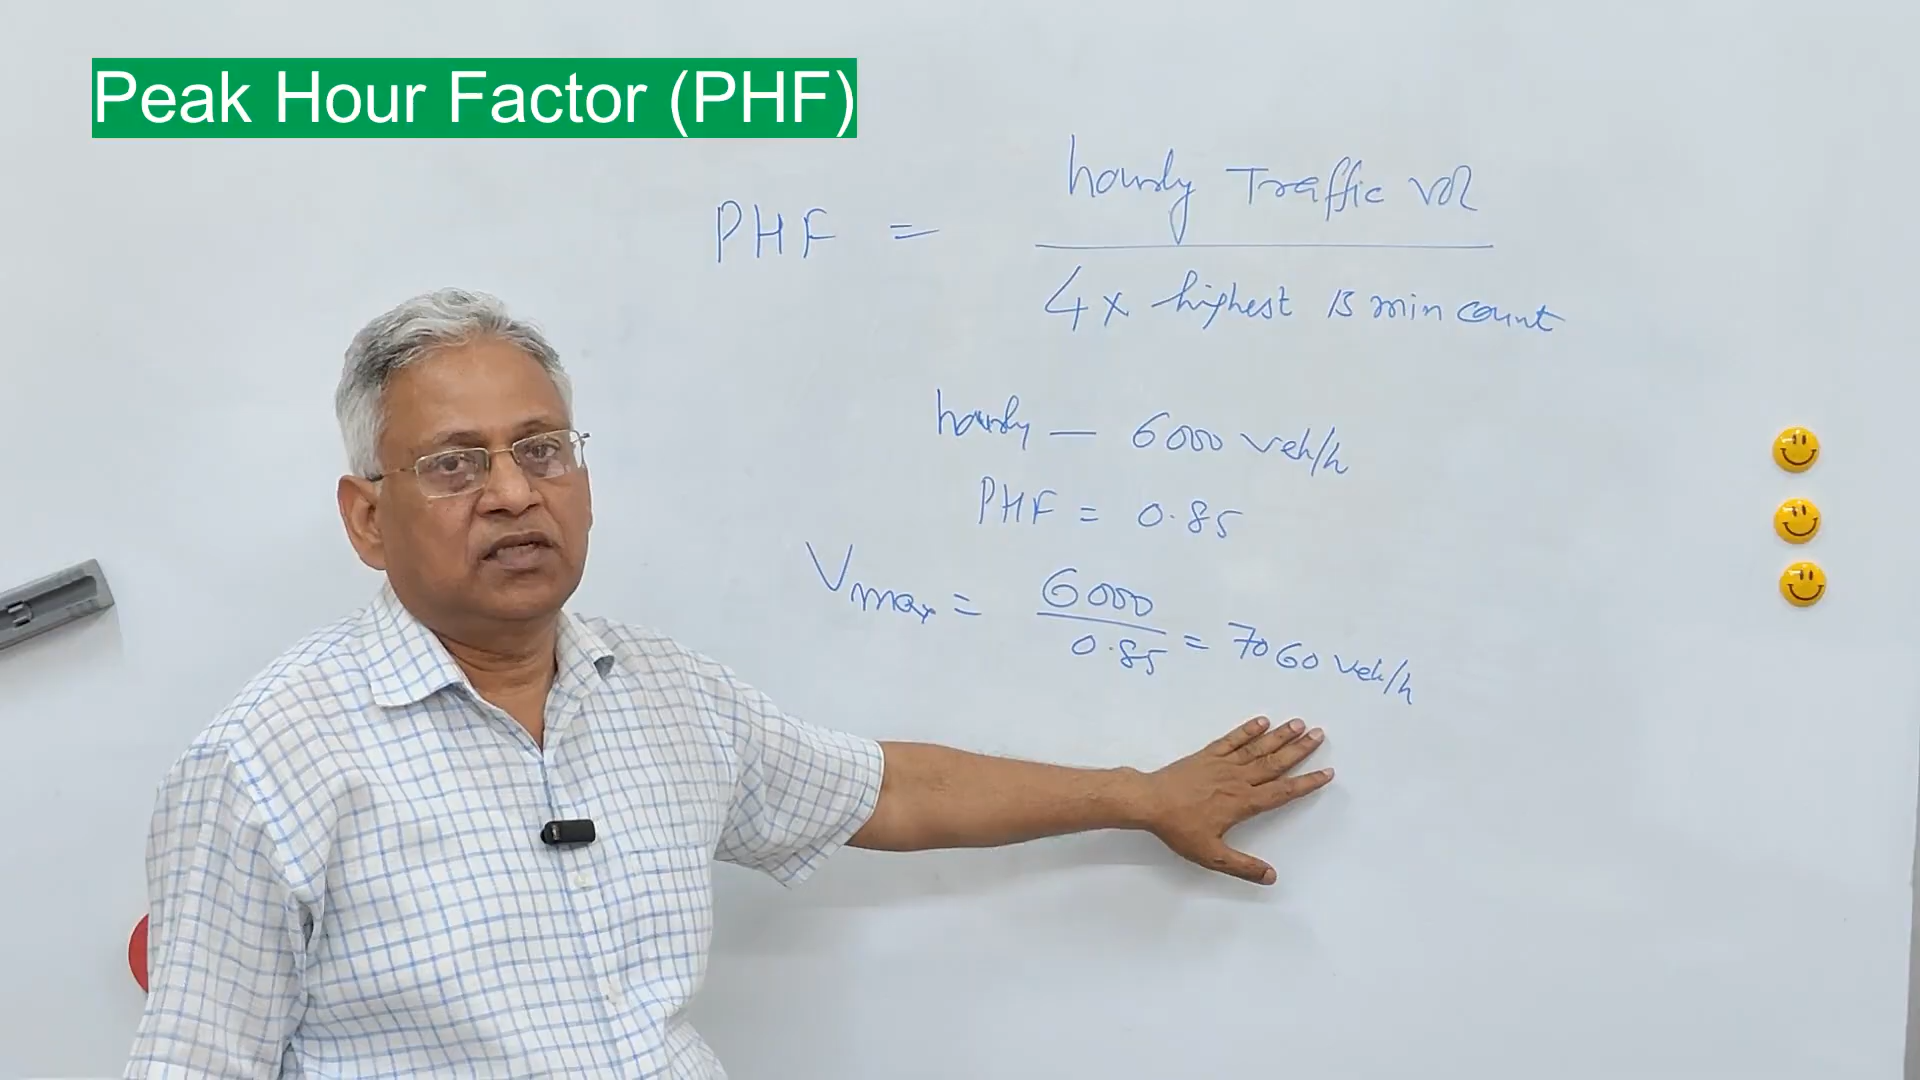 Peak Hour Factor (PHF)
PHF = hourly Traffic vol
4 x highest 15 min count
hourly — 6000 veh/h
PHF = 0.85
Vmax = 6000
0.85 = 7060 veh/h